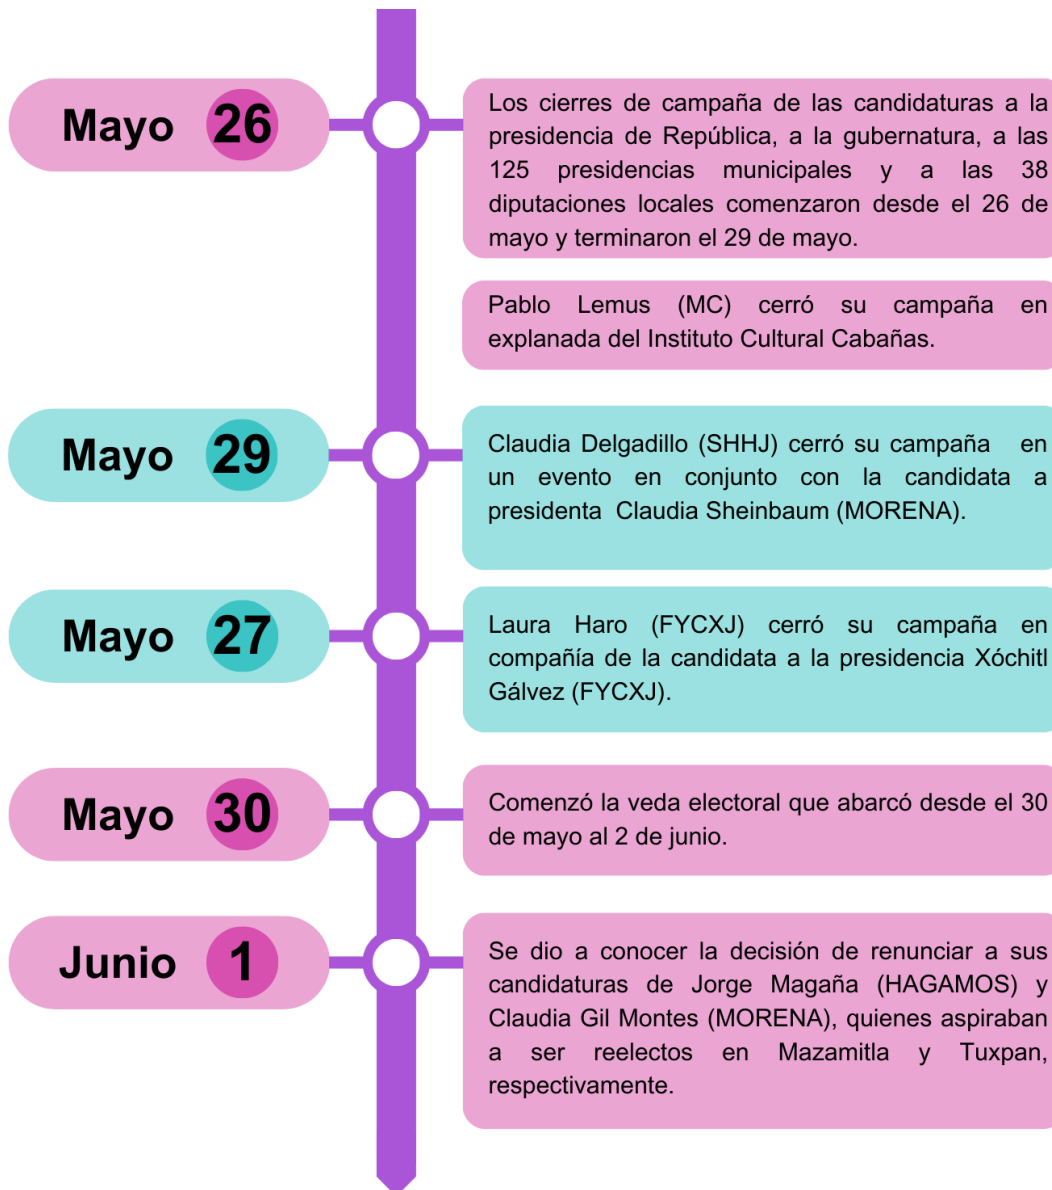 Mayo 26
Los cierres de campaña de las candidaturas a la
presidencia de República, a la gubernatura, a las
125 presidencias municipales y a las 38
diputaciones locales comenzaron desde el 26 de
mayo y terminaron el 29 de mayo.
Pablo Lemus (MC) cerró su campaña en
explanada del Instituto Cultural Cabañas.
Mayo 29
Claudia Delgadillo (SHHJ) cerró su campaña en
un evento en conjunto con la candidata a
presidenta Claudia Sheinbaum (MORENA).
Mayo 27
Laura Haro (FYCXJ) cerró su campaña en
compañía de la candidata a la presidencia Xóchitl
Gálvez (FYCXJ).
Mayo 30
Comenzó la veda electoral que abarcó desde el 30
de mayo al 2 de junio.
Junio 1
Se dio a conocer la decisión de renunciar a sus
candidaturas de Jorge Magaña (HAGAMOS) y
Claudia Gil Montes (MORENA), quienes aspiraban
a ser reelectos en Mazamitla y Tuxpan,
respectivamente.